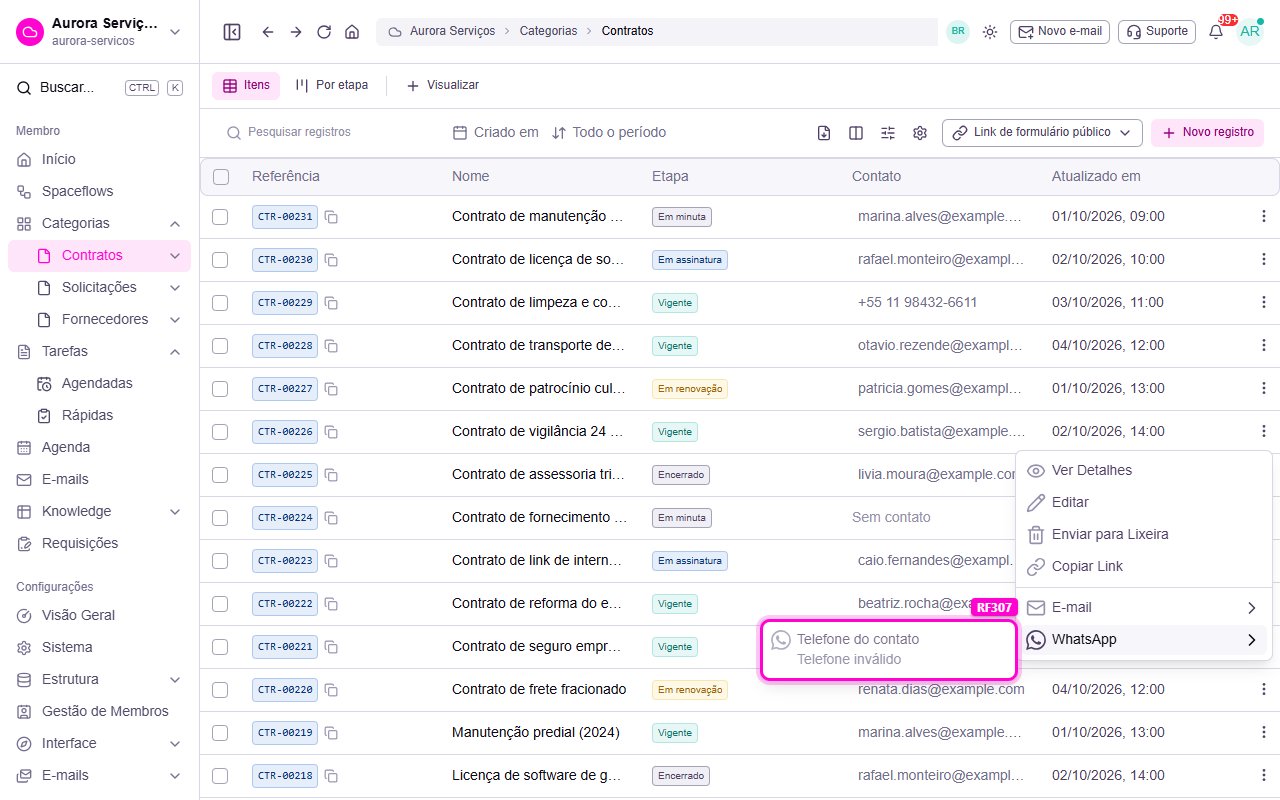 Aurora Serviç...
aurora-servicos
Buscar... CTRL K
Membro
Início
Spaceflows
Categorias
Contratos
Solicitações
Fornecedores
Tarefas
Agendadas
Rápidas
Agenda
E-mails
Knowledge
Requisições
Configurações
Visão Geral
Sistema
Estrutura
Gestão de Membros
Interface
E-mails
Aurora Serviços > Categorias > Contratos
BR
Novo e-mail
Suporte
99+
AR
Itens
Por etapa
Visualizar
Pesquisar registros
Criado em
Todo o período
Link de formulário público
Novo registro
Referência Nome Etapa Contato Atualizado em
CTR-00231 Contrato de manutenção ... Em minuta marina.alves@example.... 01/10/2026, 09:00
CTR-00230 Contrato de licença de so... Em assinatura rafael.monteiro@exampl... 02/10/2026, 10:00
CTR-00229 Contrato de limpeza e co... Vigente +55 11 98432-6611 03/10/2026, 11:00
CTR-00228 Contrato de transporte de... Vigente otavio.rezende@exampl... 04/10/2026, 12:00
CTR-00227 Contrato de patrocínio cul... Em renovação patricia.gomes@exampl... 01/10/2026, 13:00
CTR-00226 Contrato de vigilância 24 ... Vigente sergio.batista@example.... 02/10/2026, 14:00
CTR-00225 Contrato de assessoria tri... Encerrado livia.moura@example.com
CTR-00224 Contrato de fornecimento ... Em minuta Sem contato
CTR-00223 Contrato de link de intern... Em assinatura caio.fernandes@exampl.
CTR-00222 Contrato de reforma do e... Vigente beatriz.rocha@exa
CTR-00221 Contrato de seguro empr... Vigente
CTR-00220 Contrato de frete fracionado Em renovação renata.dias@example.com 04/10/2026, 12:00
CTR-00219 Manutenção predial (2024) Vigente marina.alves@example.... 01/10/2026, 13:00
CTR-00218 Licença de software de g... Encerrado rafael.monteiro@exampl... 02/10/2026, 14:00
Ver Detalhes
Editar
Enviar para Lixeira
Copiar Link
E-mail
WhatsApp
RF307
Telefone do contato
Telefone inválido